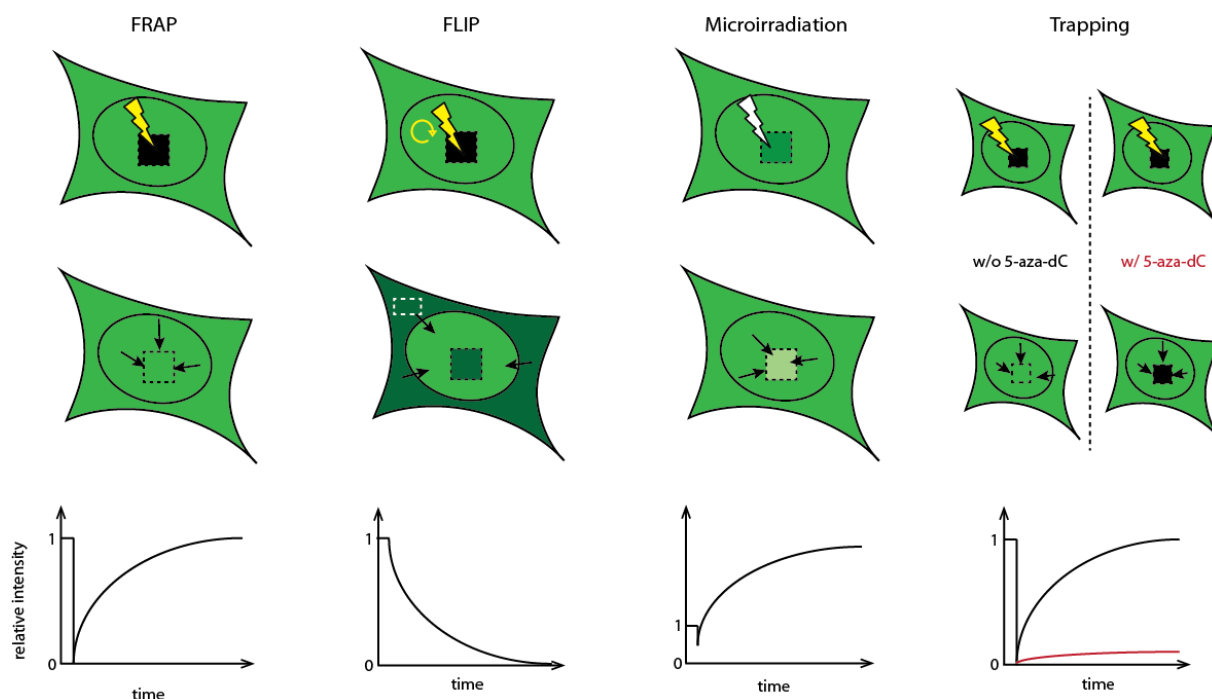 FRAP
FLIP
Microirradiation
Trapping
w/o 5-aza-dC
w/ 5-aza-dC
relative intensity
1
0
time
1
0
time
1
0
time
1
0
time